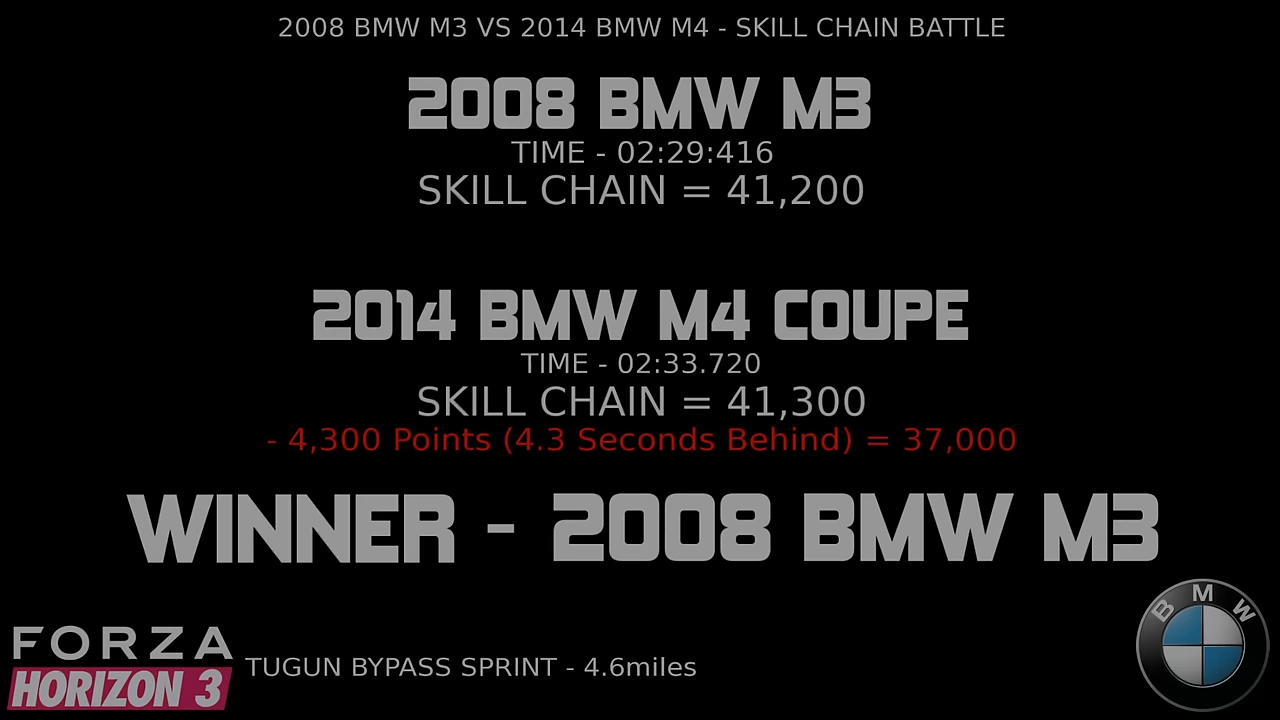 2008 BMW M3 VS 2014 BMW M4 - SKILL CHAIN BATTLE
2008 BMW M3
TIME - 02:29:416
SKILL CHAIN = 41,200
2014 BMW M4 COUPE
TIME - 02:33.720
SKILL CHAIN = 41,300
- 4,300 Points (4.3 Seconds Behind) = 37,000
WINNER - 2008 BMW M3
BMW
FORZA
HORIZON 3
TUGUN BYPASS SPRINT - 4.6miles